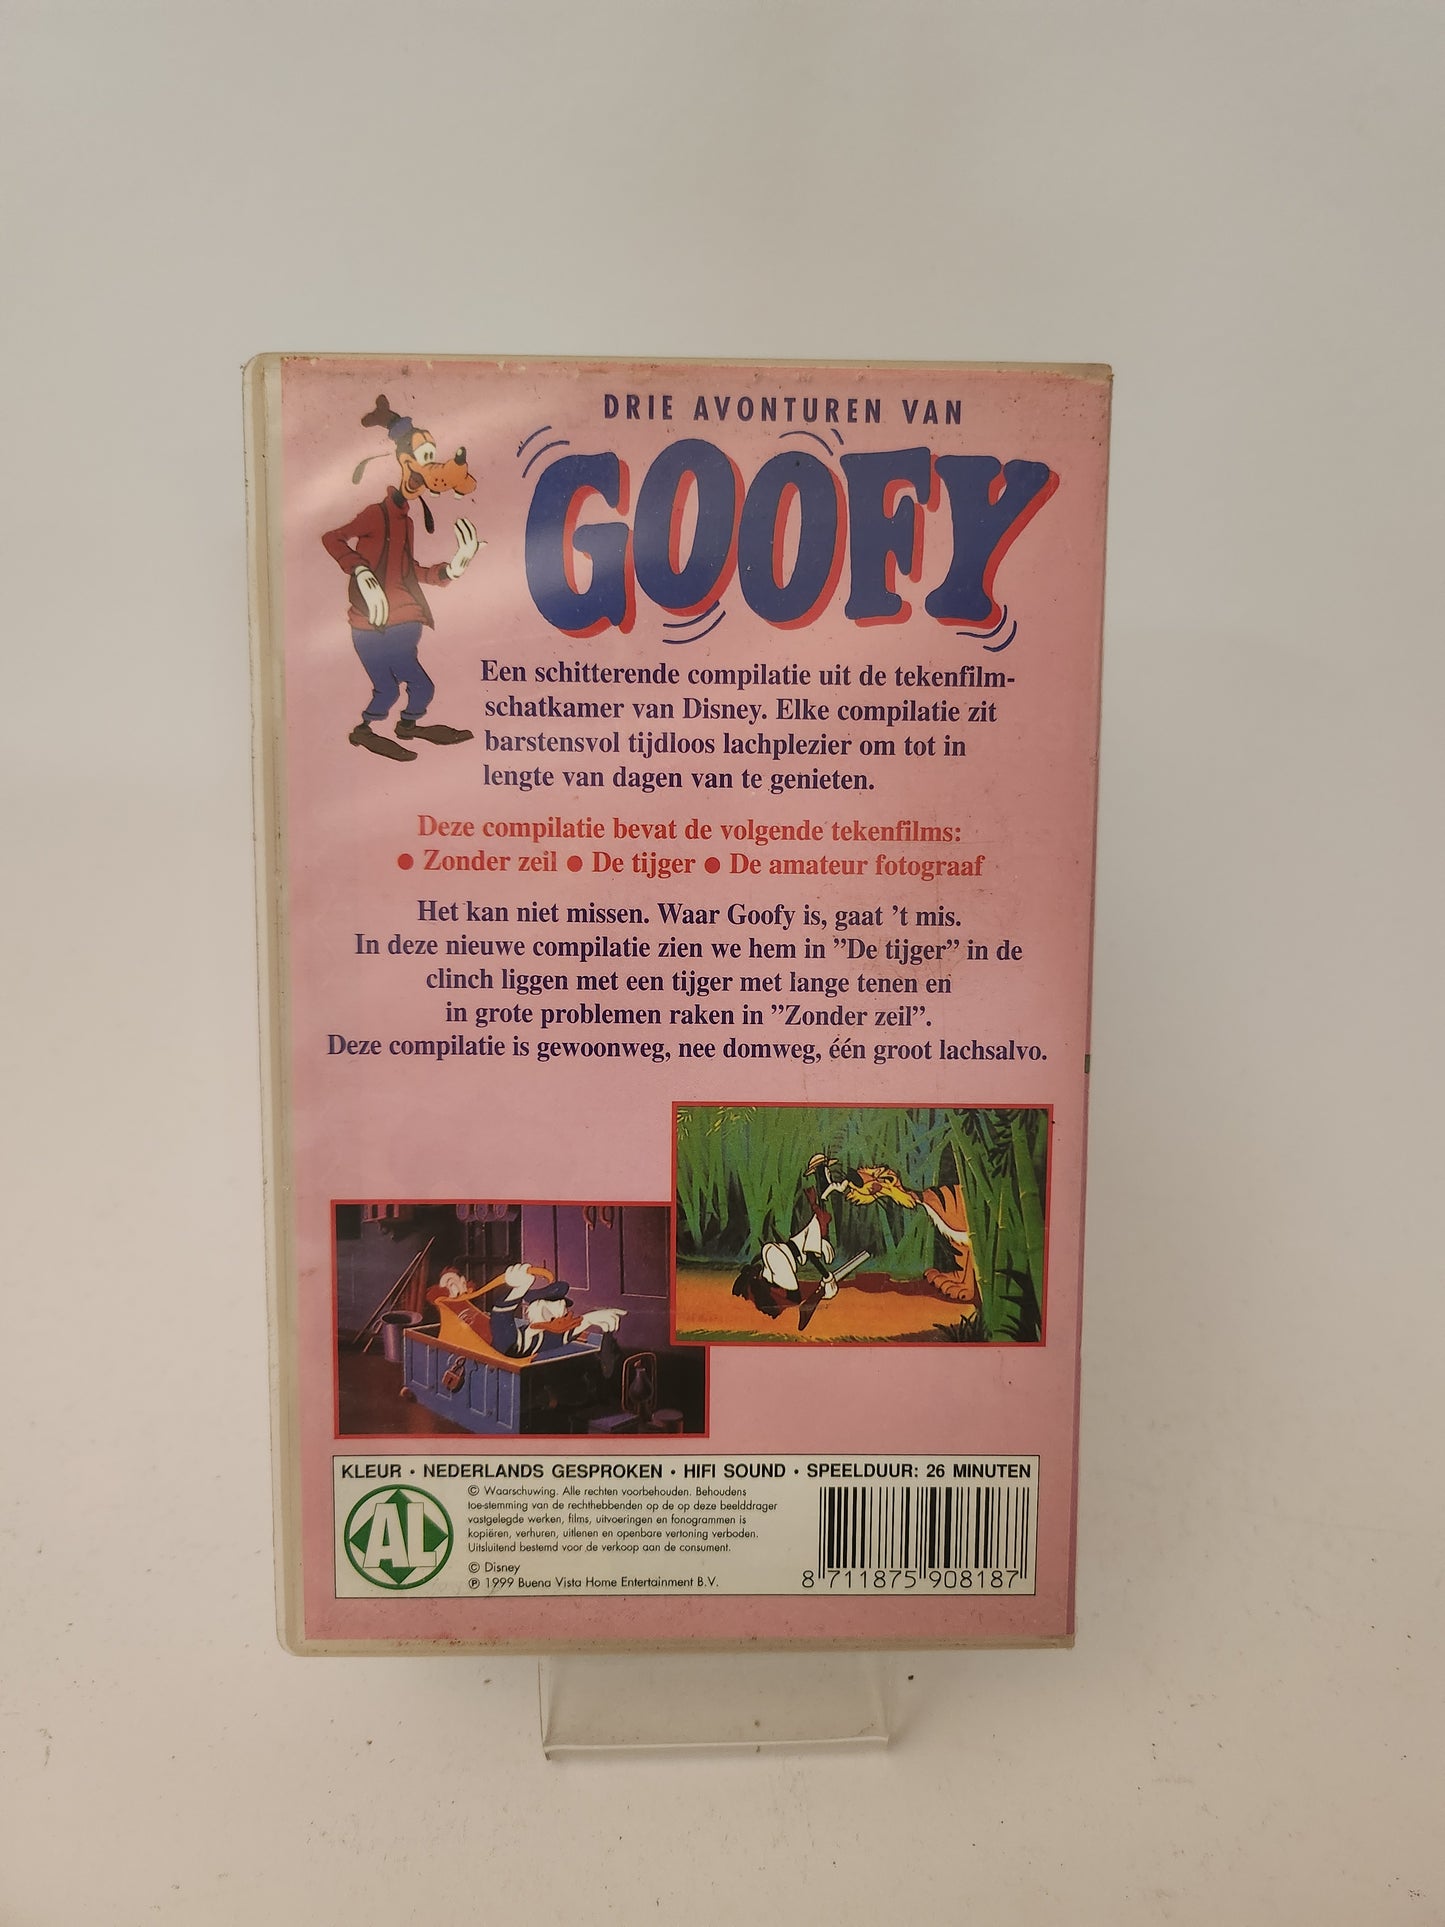 DRIE AVONTUREN VAN
GOOFY
Een schitterende compilatie uit de tekenfilm-
schatkamer van Disney. Elke compilatie zit
barstensvol tijdloos lachplezier om tot in
lengte van dagen van te genieten.
Deze compilatie bevat de volgende tekenfilms:
● Zonder zeil ● De tijger ● De amateur fotograaf
Het kan niet missen. Waar Goofy is, gaat ’t mis.
In deze nieuwe compilatie zien we hem in ”De tijger” in de
clinch liggen met een tijger met lange tenen en
in grote problemen raken in ”Zonder zeil”.
Deze compilatie is gewoonweg, nee domweg, één groot lachsalvo.
KLEUR • NEDERLANDS GESPROKEN • HIFI SOUND • SPEELDUUR: 26 MINUTEN
AL
© Waarschuwing. Alle rechten voorbehouden. Behoudens
toe-stemming van de rechthebbenden op de op deze beelddrager
vastgelegde werken, films, uitvoeringen en fonogrammen is
kopiëren, verhuren, uitlenen en openbare vertoning verboden.
Uitsluitend bestemd voor de verkoop aan de consument.
© Disney
℗ 1999 Buena Vista Home Entertainment B.V.
8 711875 908187